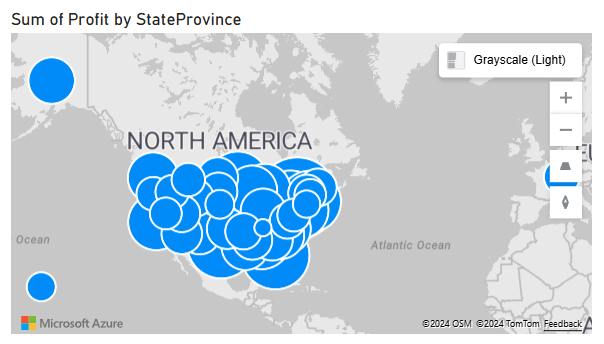 Sum of Profit by StateProvince
Grayscale (Light)
NORTH AMERICA
Ocean
Atlantic Ocean
Microsoft Azure
©2024 OSM ©2024 TomTom Feedback